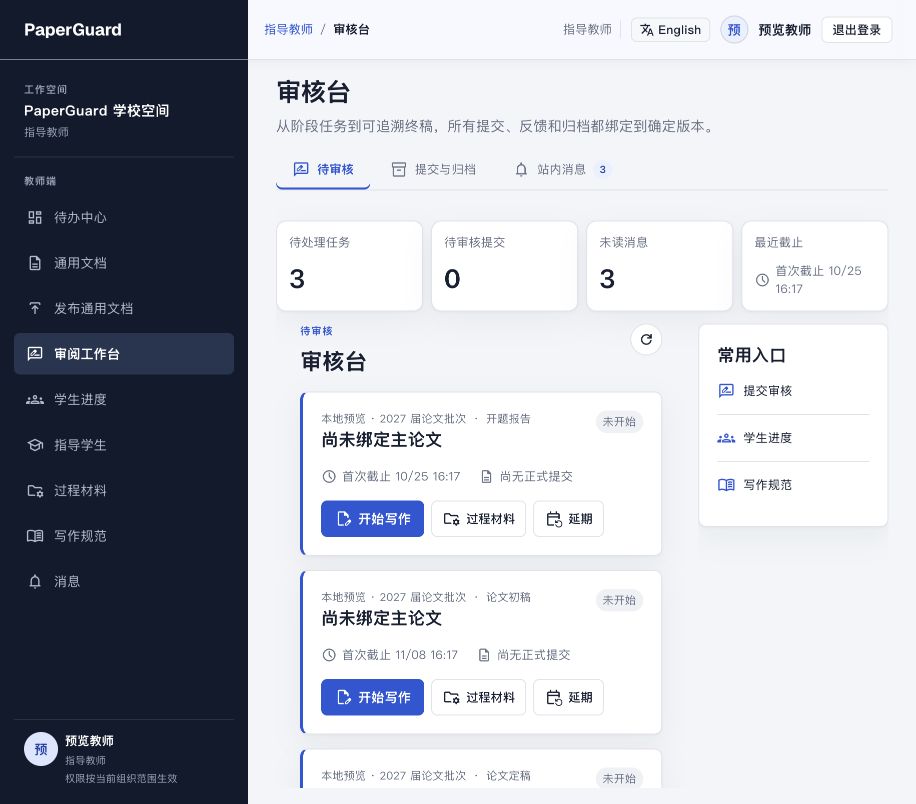 PaperGuard
工作空间
PaperGuard 学校空间
指导教师
教师端
待办中心
通用文档
发布通用文档
审阅工作台
学生进度
指导学生
过程材料
写作规范
消息
预
预览教师
指导教师
权限按当前组织范围生效
指导教师 / 审核台
指导教师
English
预
预览教师
退出登录
审核台
从阶段任务到可追溯终稿，所有提交、反馈和归档都绑定到确定版本。
待审核
提交与归档
站内消息 3
待处理任务
3
待审核提交
0
未读消息
3
最近截止
首次截止 10/25
16:17
待审核
审核台
本地预览 · 2027 届论文批次 · 开题报告
未开始
尚未绑定主论文
首次截止 10/25 16:17
尚无正式提交
开始写作
过程材料
延期
本地预览 · 2027 届论文批次 · 论文初稿
未开始
尚未绑定主论文
首次截止 11/08 16:17
尚无正式提交
开始写作
过程材料
延期
本地预览 · 2027 届论文批次 · 论文定稿
未开始
常用入口
提交审核
学生进度
写作规范